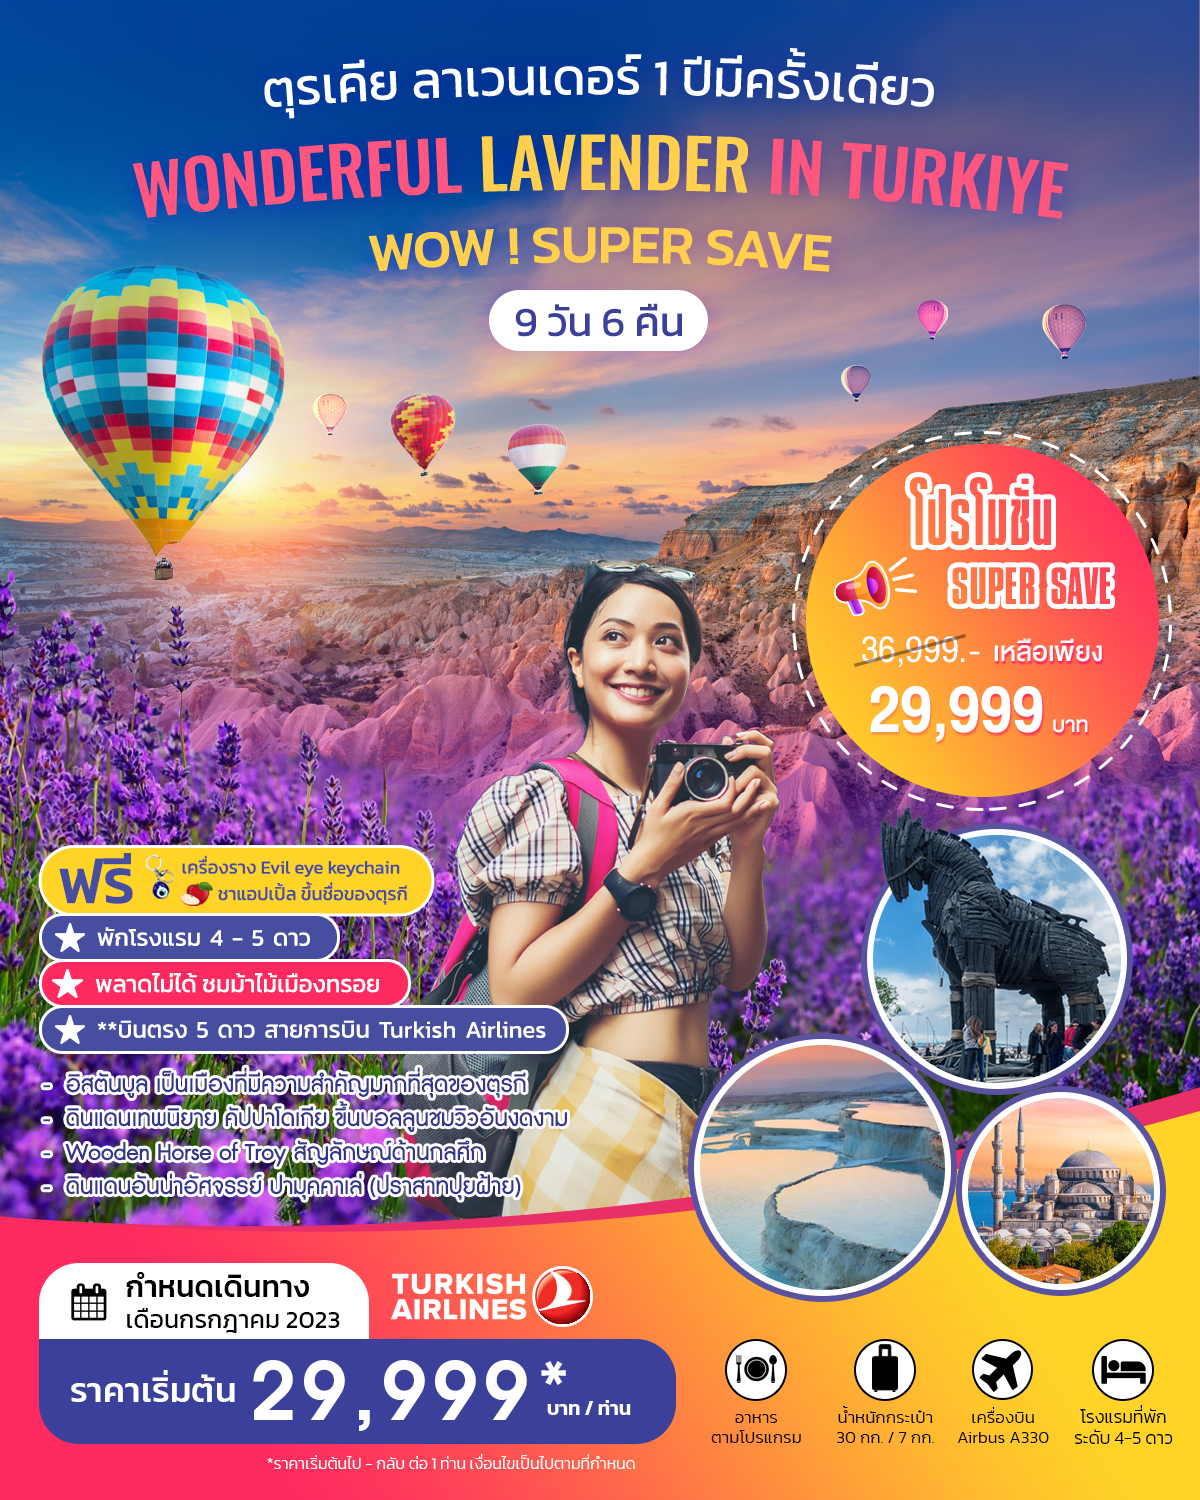 ตุรเคีย ลาเวนเดอร์ 1 ปีมีครั้งเดียว
WONDERFUL LAVENDER IN TURKIYE
WOW ! SUPER SAVE
9 วัน 6 คืน
โปรโมชั่น
SUPER SAVE
36,999.- เหลือเพียง
29,999 บาท
ฟรี เครื่องราง Evil eye keychain
ชาแอปเปิ้ล ขึ้นชื่อของตุรกี
พักโรงแรม 4 - 5 ดาว
พลาดไม่ได้ ชมม้าไม้เมืองทรอย
**บินตรง 5 ดาว สายการบิน Turkish Airlines
- อิสตันบูล เป็นเมืองที่มีความสำคัญมากที่สุดของตุรกี
- ดินแดนเทพนิยาย คัปปาโดเกีย ขึ้นบอลลูนชมวิวอันงดงาม
- Wooden Horse of Troy สัญลักษณ์ด้านกลศึก
- ดินแดนอันน่าอัศจรรย์ ปามุคคาเล่ (ปราสาทปุยฝ้าย)
กำหนดเดินทาง
เดือนกรกฎาคม 2023
TURKISH
AIRLINES
ราคาเริ่มต้น 29,999* บาท / ท่าน
*ราคาเริ่มต้นไป - กลับ ต่อ 1 ท่าน เงื่อนไขเป็นไปตามที่กำหนด
อาหาร
ตามโปรแกรม
น้ำหนักกระเป๋า
30 กก. / 7 กก.
เครื่องบิน
Airbus A330
โรงแรมที่พัก
ระดับ 4-5 ดาว